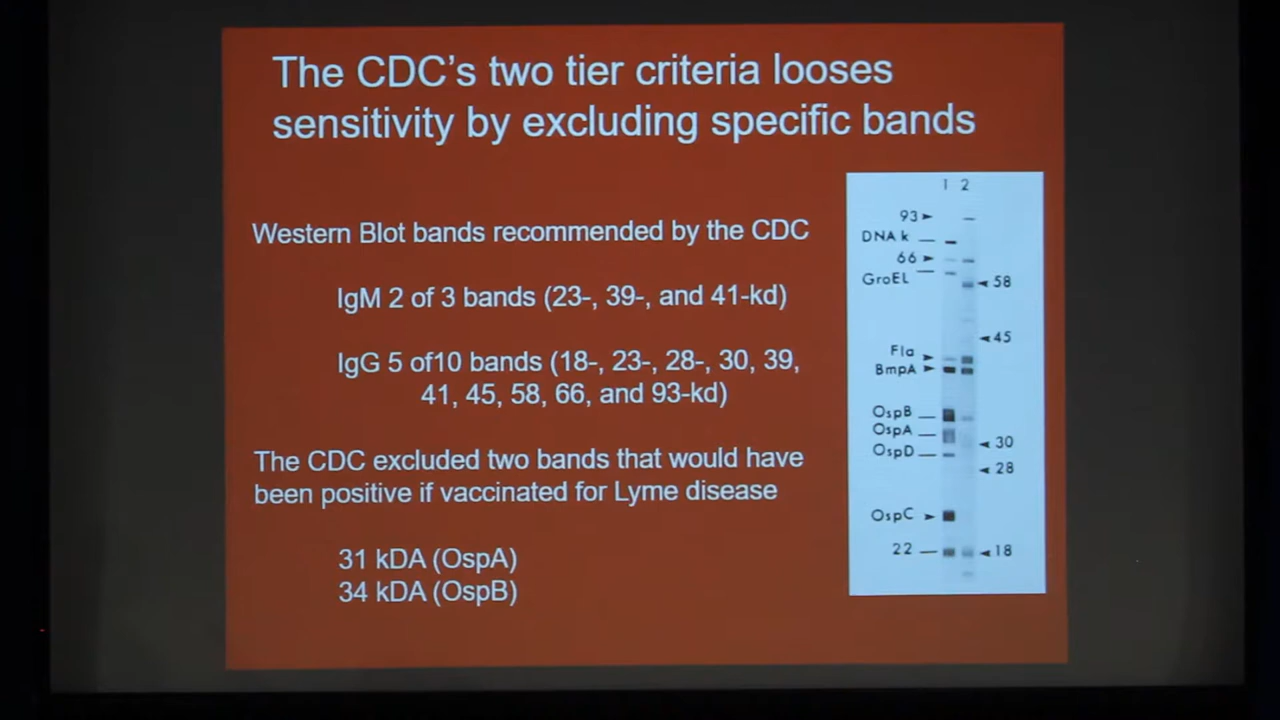 The CDC's two tier criteria looses
sensitivity by excluding specific bands
Western Blot bands recommended by the CDC
IgM 2 of 3 bands (23-, 39-, and 41-kd)
IgG 5 of10 bands (18-, 23-, 28-, 30, 39,
41, 45, 58, 66, and 93-kd)
The CDC excluded two bands that would have
been positive if vaccinated for Lyme disease
31 kDA (OspA)
34 kDA (OspB)
1 2
93
DNA k
66
GroEL
58
45
Fla
BmpA
OspB
OspA
30
OspD
28
OspC
22
18